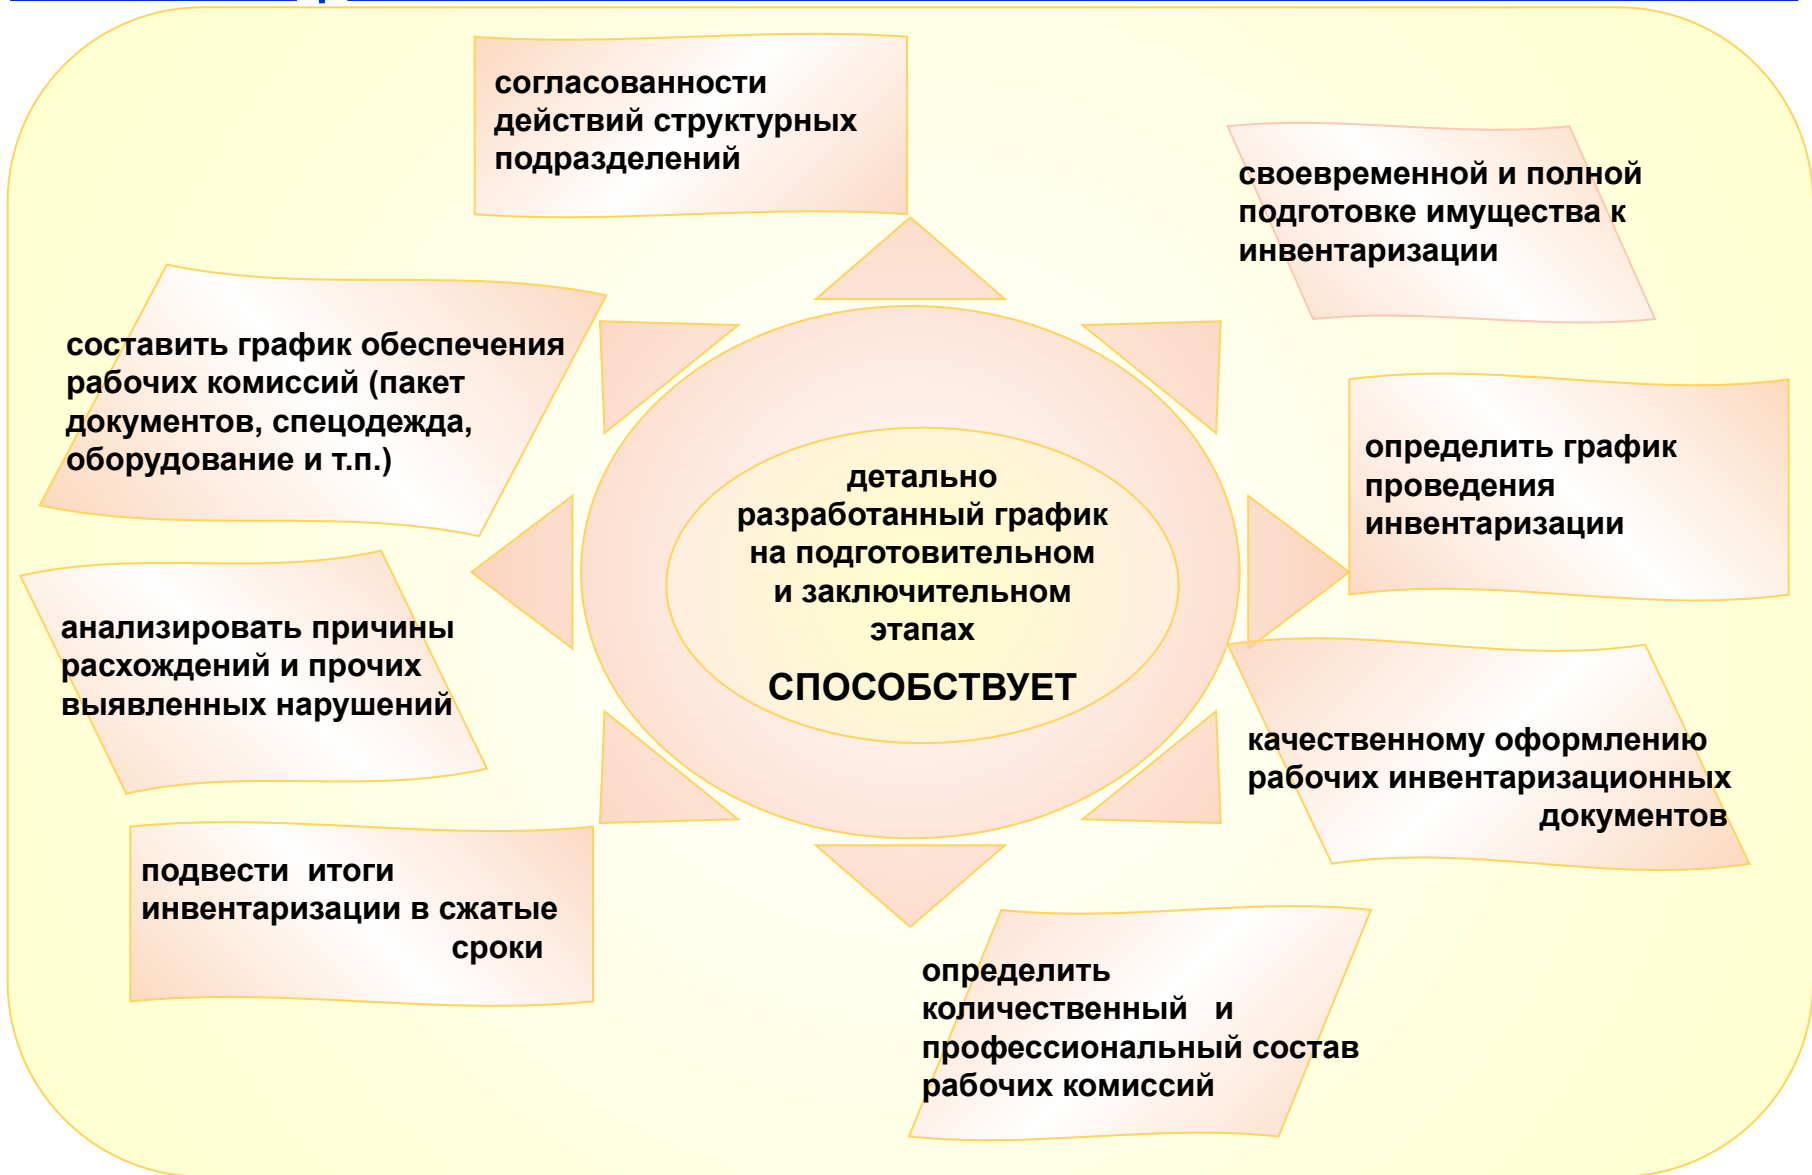 согласованности
действий структурных
подразделений
своевременной и полной
подготовке имущества к
инвентаризации
составить график обеспечения
рабочих комиссий (пакет
документов, спецодежда,
оборудование и т.п.)
определить график
проведения
инвентаризации
детально
разработанный график
на подготовительном
и заключительном
этапах
СПОСОБСТВУЕТ
анализировать причины
расхождений и прочих
выявленных нарушений
качественному оформлению
рабочих инвентаризационных
документов
подвести итоги
инвентаризации в сжатые
сроки
определить
количественный и
профессиональный состав
рабочих комиссий